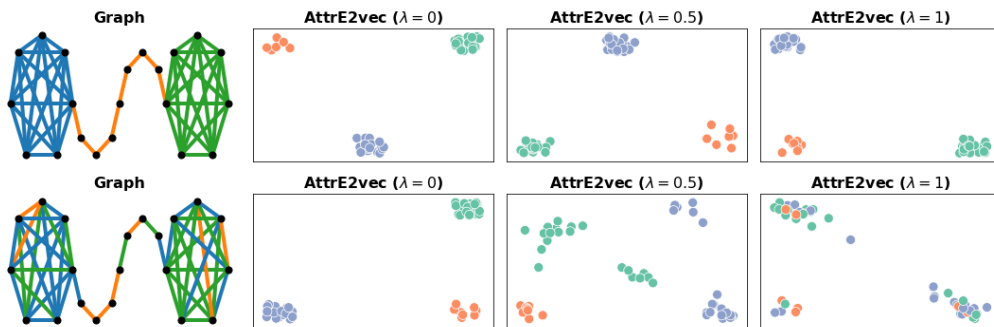 Graph
AttrE2vec (λ = 0)
AttrE2vec (λ = 0.5)
AttrE2vec (λ = 1)
Graph
AttrE2vec (λ = 0)
AttrE2vec (λ = 0.5)
AttrE2vec (λ = 1)